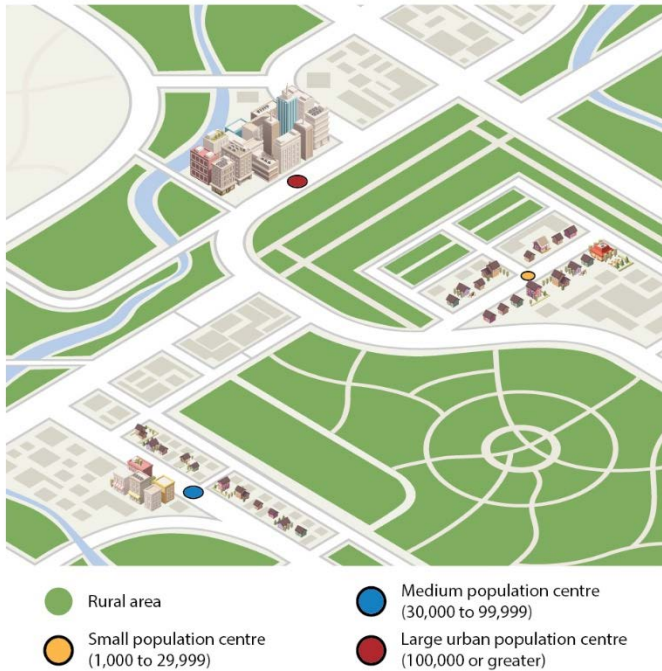 Rural area
Small population centre
(1,000 to 29,999)
Medium population centre
(30,000 to 99,999)
Large urban population centre
(100,000 or greater)